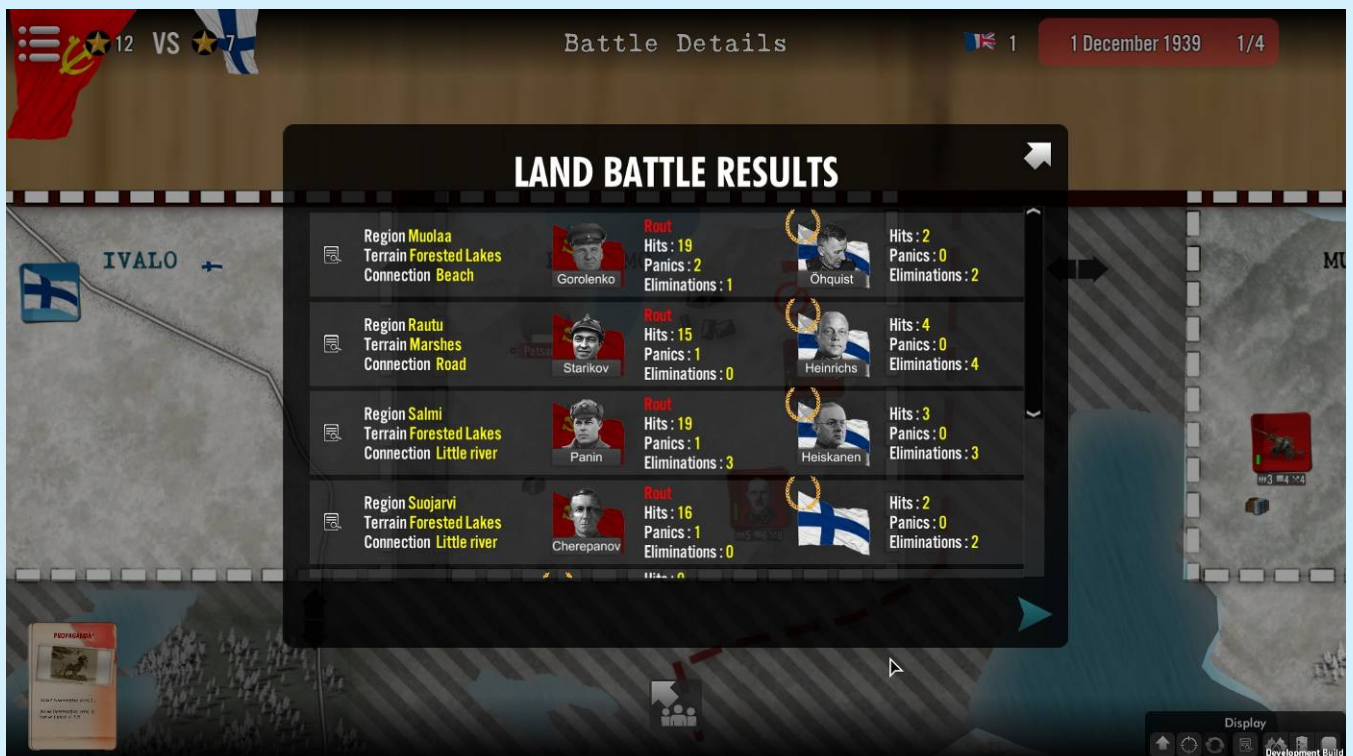 12 VS 7
Battle Details
1
1 December 1939 1/4
LAND BATTLE RESULTS
IVALO
Region Muolaa
Terrain Forested Lakes
Connection Beach
Gorolenko
Rout
Hits : 19
Panics : 2
Eliminations : 1
Öhquist
Hits : 2
Panics : 0
Eliminations : 2
Region Rautu
Terrain Marshes
Connection Road
Starikov
Rout
Hits : 15
Panics : 1
Eliminations : 0
Heinrichs
Hits : 4
Panics : 0
Eliminations : 4
Region Salmi
Terrain Forested Lakes
Connection Little river
Panin
Rout
Hits : 19
Panics : 1
Eliminations : 3
Heiskanen
Hits : 3
Panics : 0
Eliminations : 3
Region Suojarvi
Terrain Forested Lakes
Connection Little river
Cherepanov
Rout
Hits : 16
Panics : 1
Eliminations : 0
Hits : 2
Panics : 0
Eliminations : 2
3 4 4
PROPAGANDA
Display
Development Build